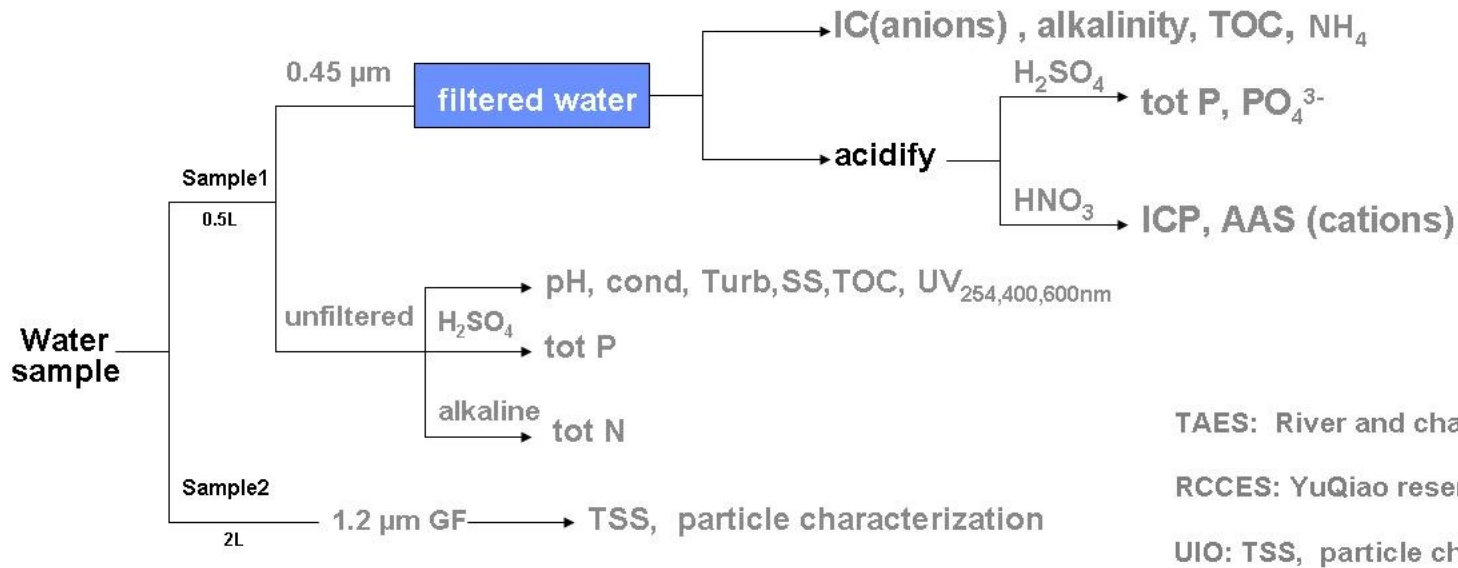 IC(anions) , alkalinity, TOC, NH₄
0.45 µm
H₂SO₄
filtered water
tot P, PO₄³⁻
acidify
Sample1
HNO₃
0.5L
ICP, AAS (cations)
pH, cond, Turb,SS,TOC, UV₂₅₄,₄₀₀,₆₀₀nm
unfiltered
H₂SO₄
Water
sample
tot P
alkaline
tot N
TAES: River and cha
Sample2
RCCES: YuQiao rese
1.2 µm GF
TSS, particle characterization
2L
UIO: TSS, particle ch